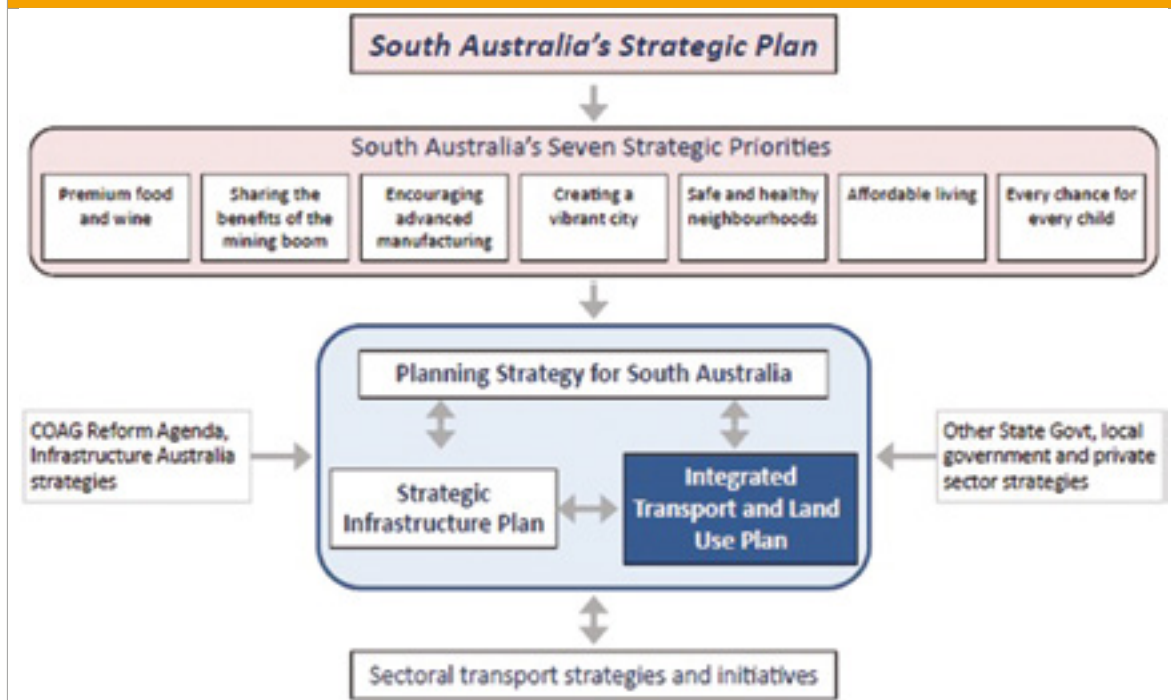 South Australia's Strategic Plan
South Australia's Seven Strategic Priorities
Premium food
and wine
Sharing the
benefits of the
mining boom
Encouraging
advanced
manufacturing
Creating a
vibrant city
Safe and healthy
neighbourhoods
Affordable living
Every chance for
every child
Planning Strategy for South Australia
COAG Reform Agenda,
Infrastructure Australia
strategies
Strategic
Infrastructure Plan
Integrated
Transport and Land
Use Plan
Other State Govt, local
government and private
sector strategies
Sectoral transport strategies and initiatives